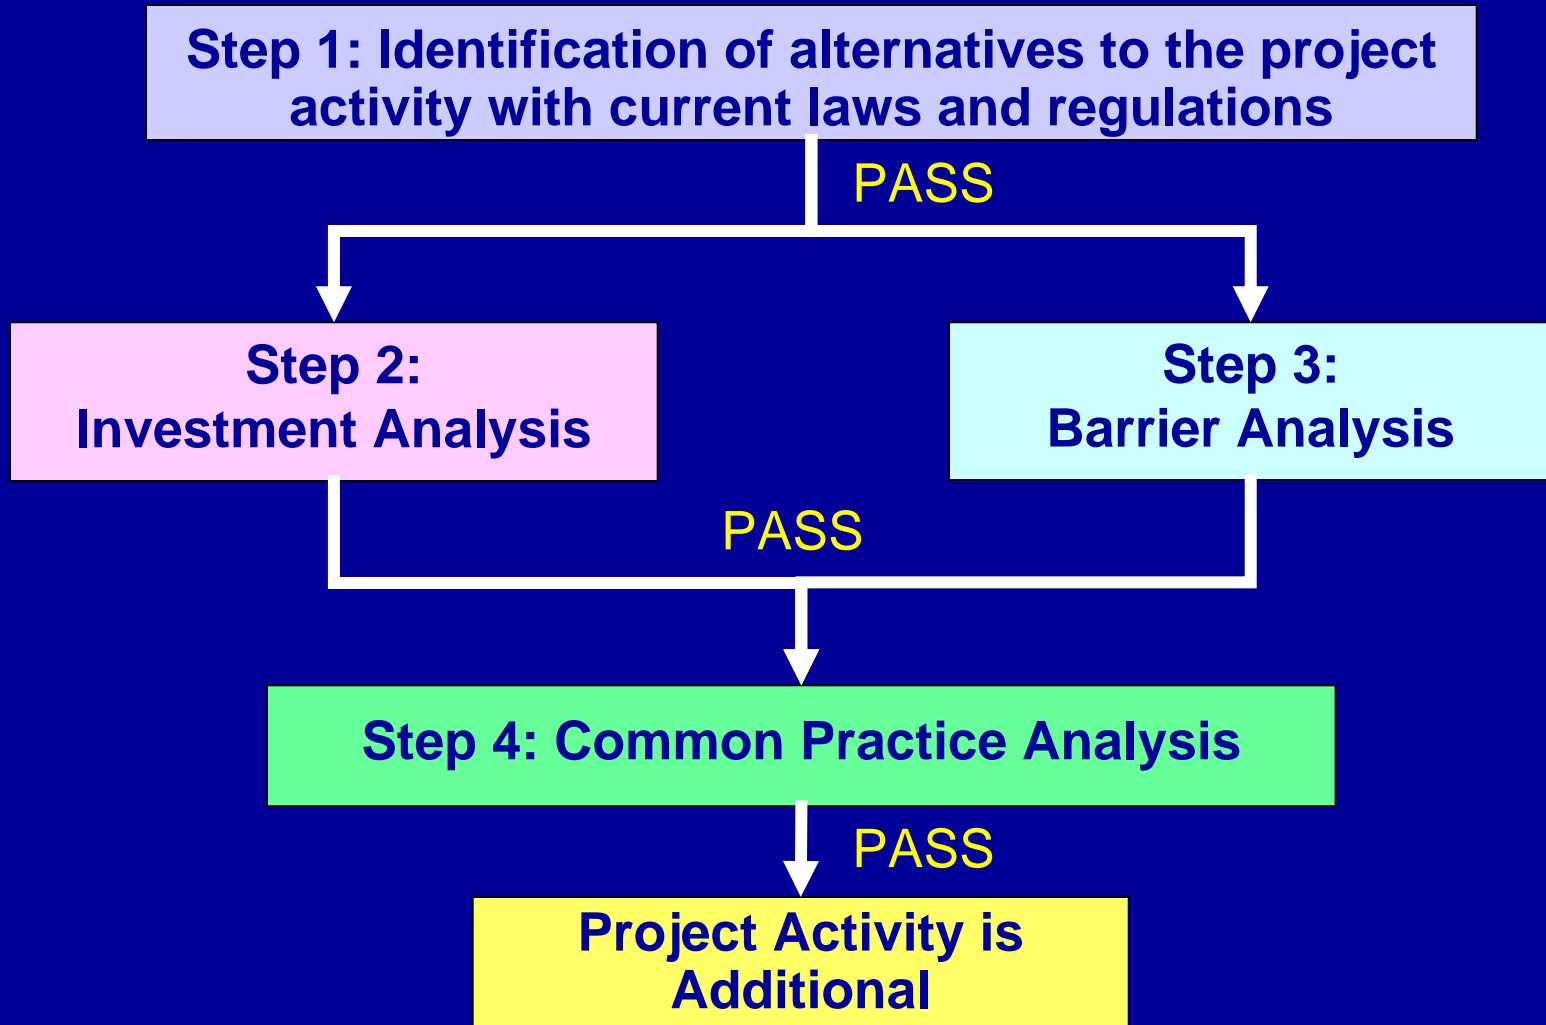 Step 1: Identification of alternatives to the project
activity with current laws and regulations
PASS
Step 2:
Investment Analysis
Step 3:
Barrier Analysis
PASS
Step 4: Common Practice Analysis
PASS
Project Activity is
Additional